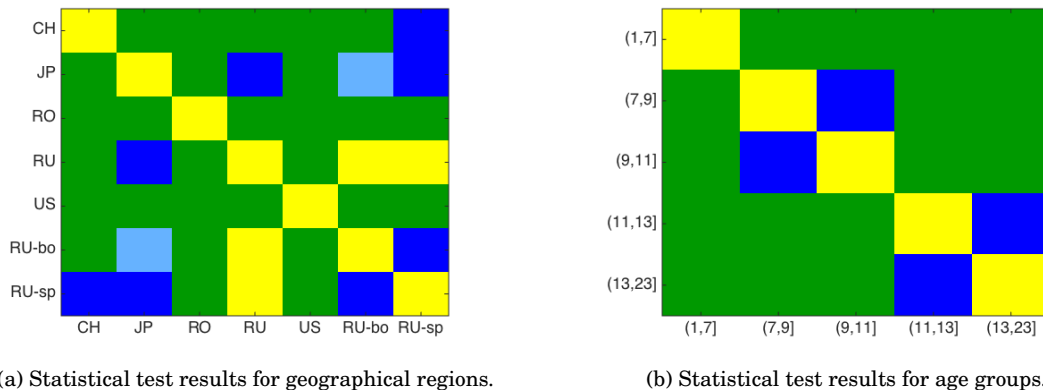 CH
JP
RO
RU
US
RU-bo
RU-sp
CH JP RO RU US RU-bo RU-sp
(a) Statistical test results for geographical regions.
(1,7]
(7,9]
(9,11]
(11,13]
(13,23]
(1,7] (7,9] (9,11] (11,13] (13,23]
(b) Statistical test results for age groups.